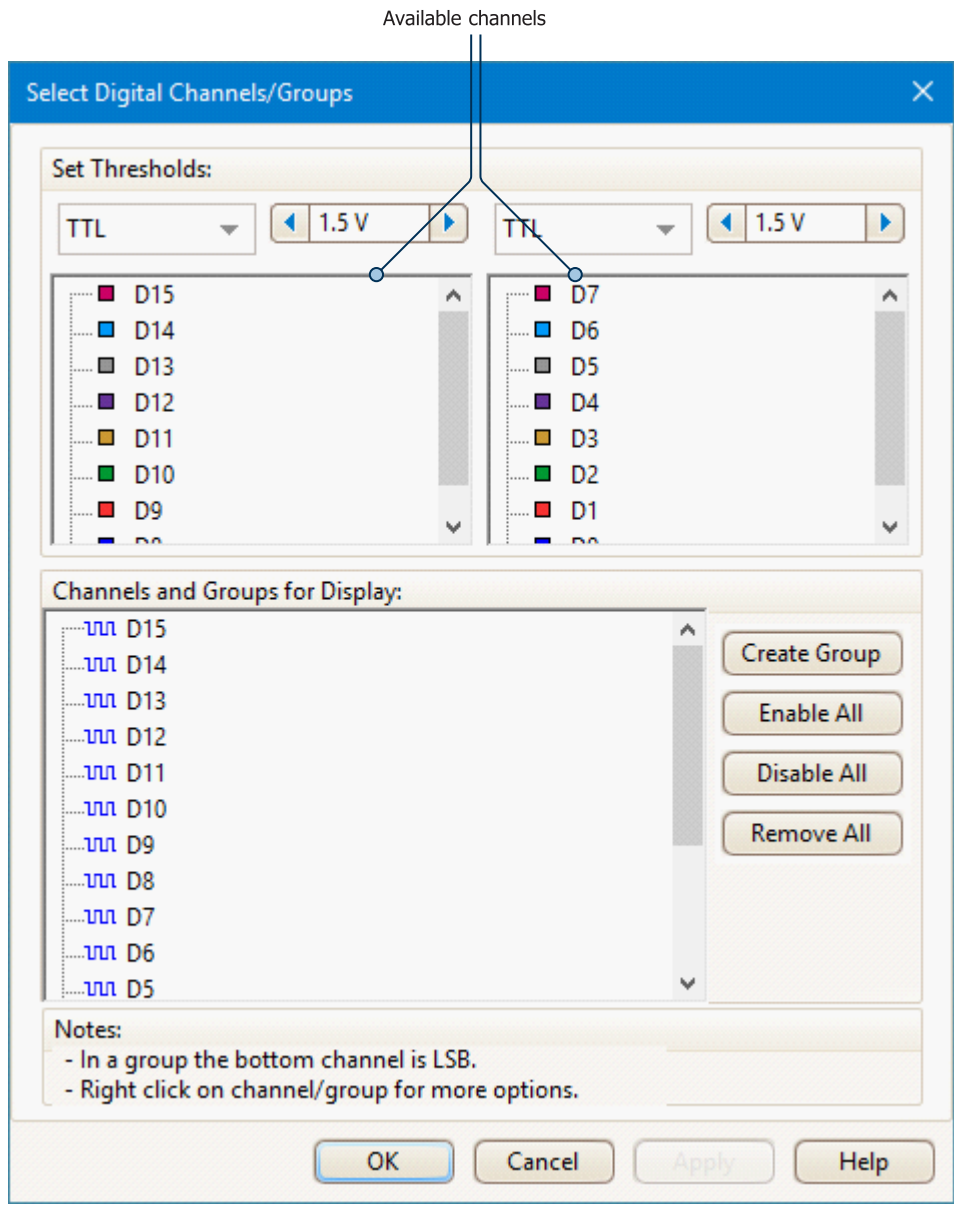 Available channels
Select Digital Channels/Groups
Set Thresholds:
TTL 1.5 V TTL 1.5 V
D15
D14
D13
D12
D11
D10
D9
D8
D7
D6
D5
D4
D3
D2
D1
D0
Channels and Groups for Display:
D15
D14
D13
D12
D11
D10
D9
D8
D7
D6
D5
Create Group
Enable All
Disable All
Remove All
Notes:
- In a group the bottom channel is LSB.
- Right click on channel/group for more options.
OK Cancel Apply Help